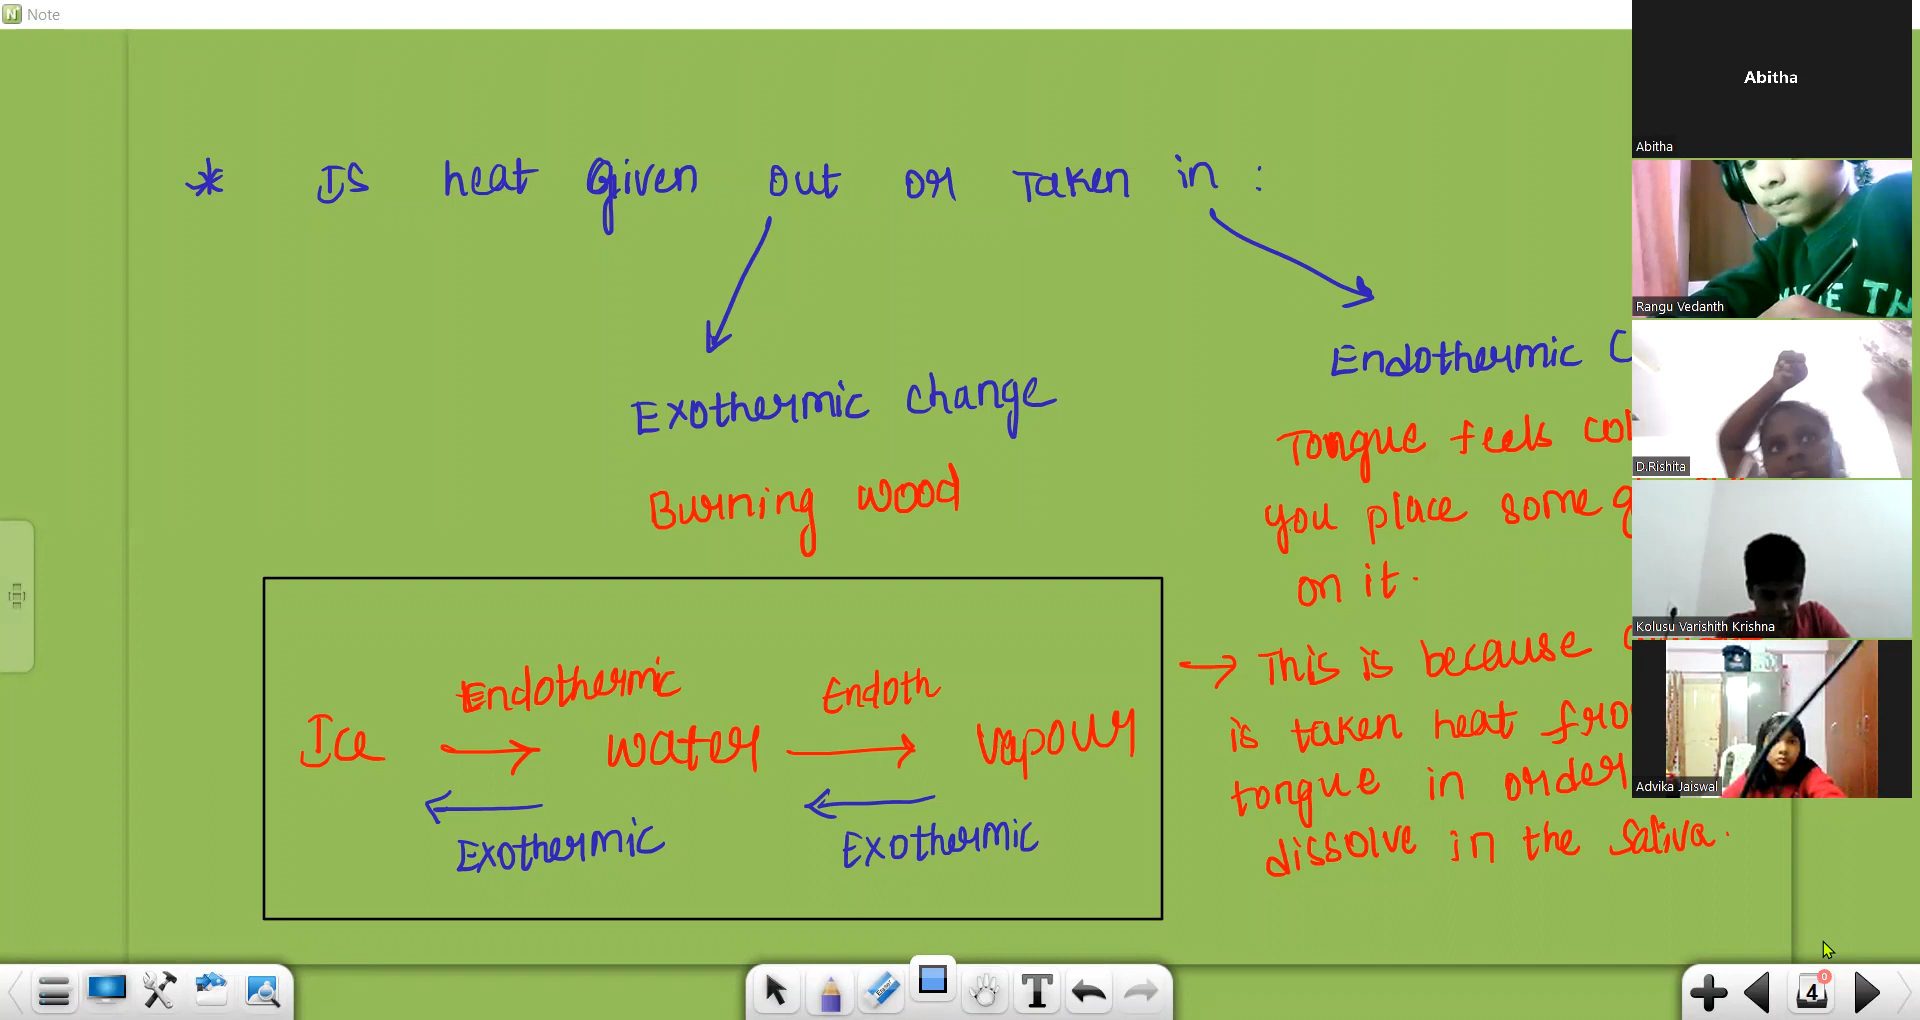 Note
* Is heat Given out or Taken in :
Exothermic change
Burning wood
Endothermic C
Tongue feels
you place some
on it.
→ This is because
is taken heat
tongue in order
dissolve in the saliva.
Endothermic Endoth
Ice → water → vapour
Exothermic Exothermic
Abitha
Abitha
Rangu Vedanth
D.Rishita
Kolusu Varishith Krishna
Advika Jaiswal
Eraser
T
0
4